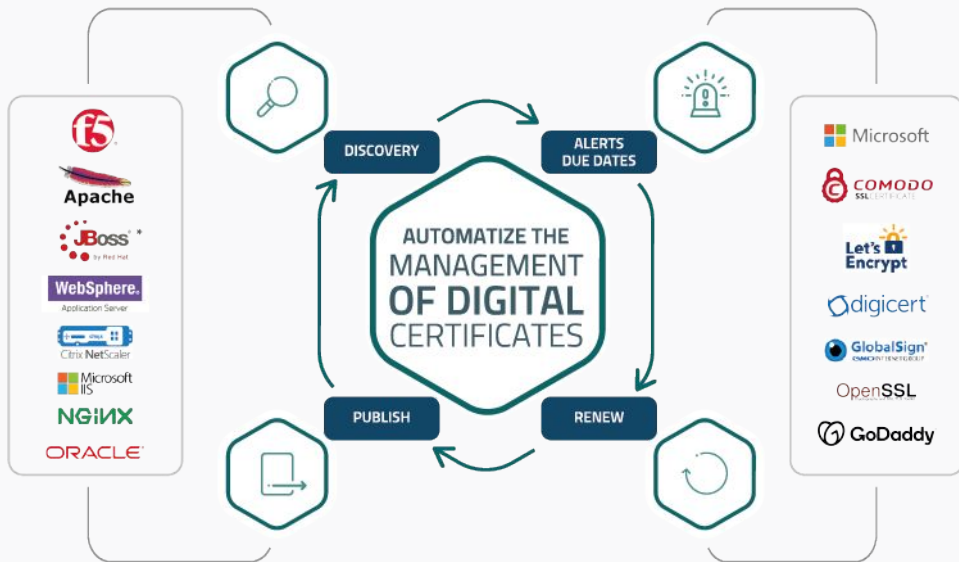 f5
Apache
JBoss *
by Red Hat
WebSphere.
Application Server
citrix
Citrix NetScaler
Microsoft
IIS
NGINX
ORACLE
DISCOVERY
ALERTS
DUE DATES
AUTOMATIZE THE
MANAGEMENT
OF DIGITAL
CERTIFICATES
PUBLISH
RENEW
Microsoft
COMODO
SSL CERTIFICATE
Let's
Encrypt
digicert
GlobalSign
OpenSSL
GoDaddy